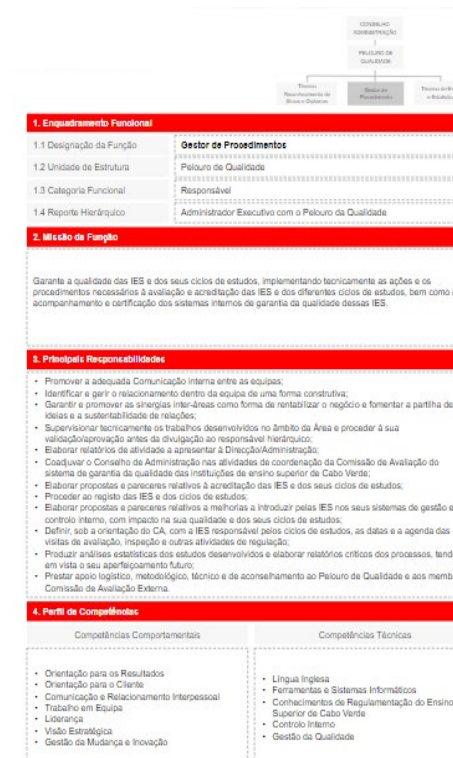 CONSELHO
ADMINISTRAÇÃO
PELOURO DE
QUALIDADE
Técnico
Reconhecimento de
Graus e Diplomas
Gestor de
Procedimentos
Técnico de
e
1. Enquadramento Funcional
1.1 Designação da Função
Gestor de Procedimentos
1.2 Unidade de Estrutura
Pelouro de Qualidade
1.3 Categoria Funcional
Responsável
1.4 Reporte Hierárquico
Administrador Executivo com o Pelouro da Qualidade
2. Missão da Função
Garante a qualidade das IES e dos seus ciclos de estudos, implementando tecnicamente as ações e os
procedimentos necessários à avaliação e acreditação das IES e dos diferentes ciclos de estudos, bem como
acompanhamento e certificação dos sistemas internos de garantia da qualidade dessas IES.
3. Principais Responsabilidades
• Promover a adequada Comunicação interna entre as equipas;
• Identificar e gerir o relacionamento dentro da equipa de uma forma construtiva;
• Garantir e promover as sinergias inter-áreas como forma de rentabilizar o negócio e fomentar a partilha de
ideias e a sustentabilidade de relações;
• Supervisionar tecnicamente os trabalhos desenvolvidos no âmbito da Área e proceder à sua
validação/aprovação antes da divulgação ao responsável hierárquico;
• Elaborar relatórios de atividade a apresentar à Direcção/Administração;
• Coadjuvar o Conselho de Administração nas atividades de coordenação da Comissão de Avaliação do
sistema de garantia da qualidade das instituições de ensino superior de Cabo Verde;
• Elaborar propostas e pareceres relativos à acreditação das IES e dos seus ciclos de estudos;
• Proceder ao registo das IES e dos ciclos de estudos;
• Elaborar propostas e pareceres relativos a melhorias a introduzir pelas IES nos seus sistemas de gestão e
controlo interno, com impacto na sua qualidade e dos seus ciclos de estudos;
• Definir, sob a orientação do CA, com a IES responsável pelos ciclos de estudos, as datas e a agenda das
visitas de avaliação, inspeção e outras atividades de regulação;
• Produzir análises estatísticas dos estudos desenvolvidos e elaborar relatórios críticos dos processos, tend
em vista o seu aperfeiçoamento futuro;
• Prestar apoio logístico, metodológico, técnico e de aconselhamento ao Pelouro de Qualidade e aos memb
Comissão de Avaliação Externa.
4. Perfil de Competências
Competências Comportamentais
Competências Técnicas
• Orientação para os Resultados
• Orientação para o Cliente
• Comunicação e Relacionamento Interpessoal
• Trabalho em Equipa
• Liderança
• Visão Estratégica
• Gestão da Mudança e Inovação
• Língua Inglesa
• Ferramentas e Sistemas Informáticos
• Conhecimentos de Regulamentação do Ensino
Superior de Cabo Verde
• Controlo Interno
• Gestão da Qualidade